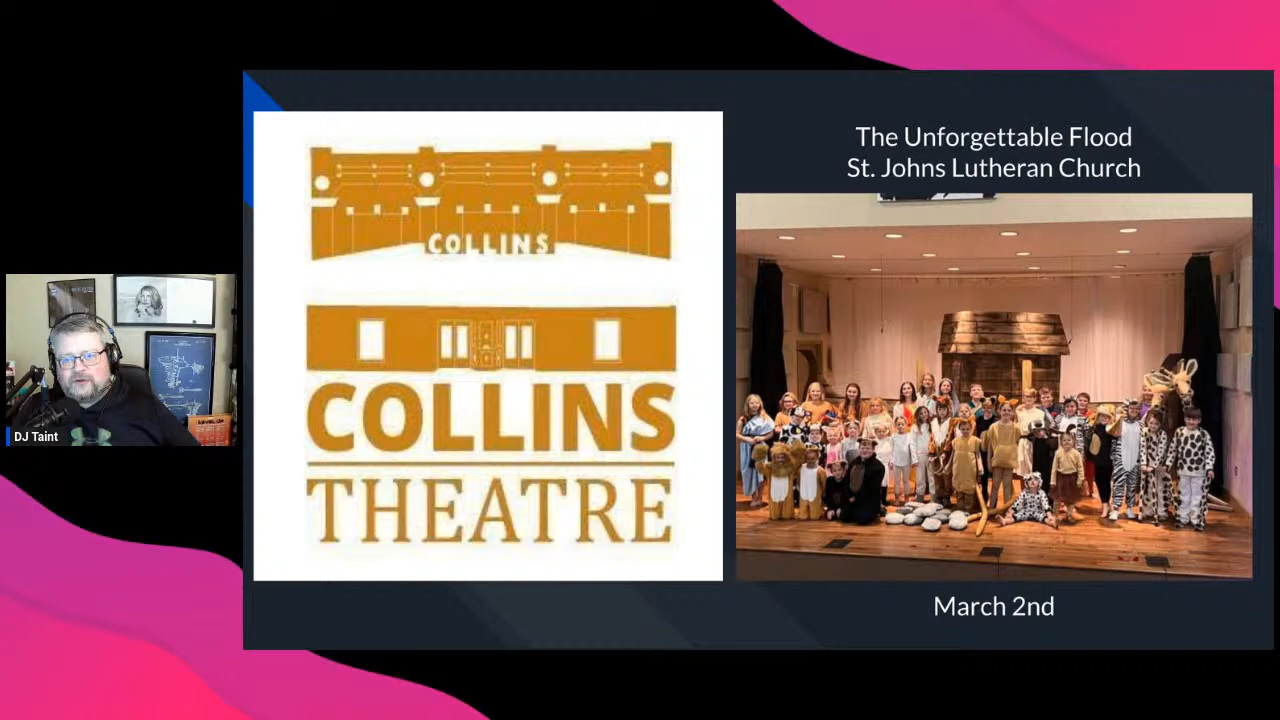 The Unforgettable Flood
St. Johns Lutheran Church
COLLINS
COLLINS
THEATRE
DJ Taint
March 2nd